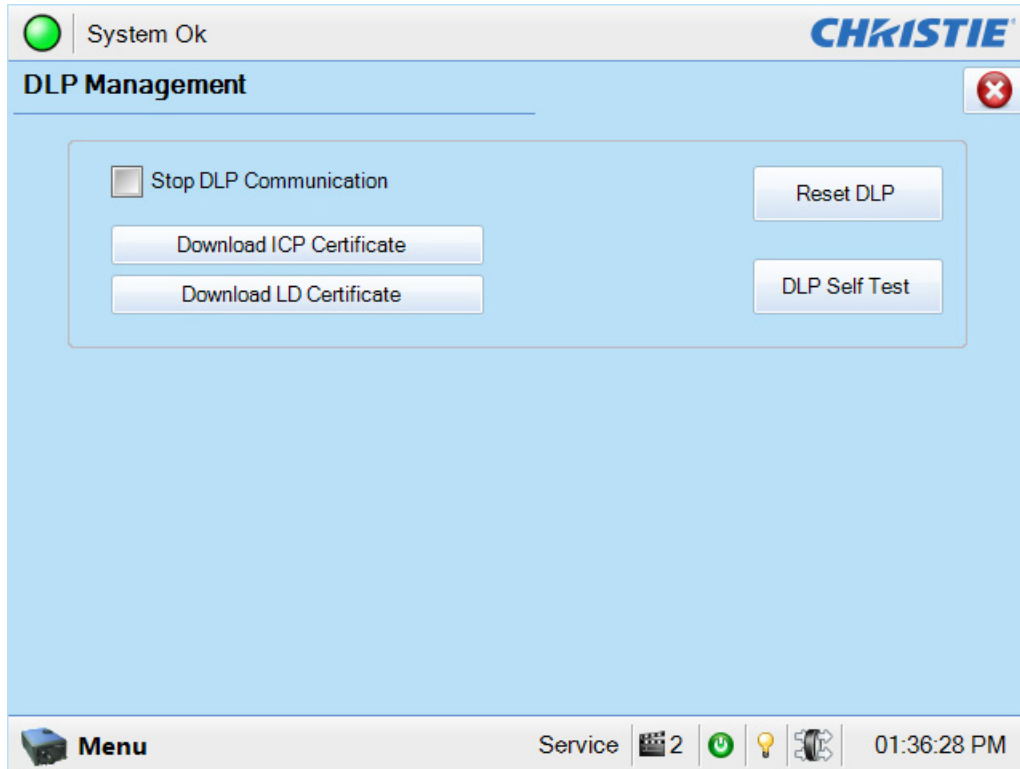 System Ok
CHRISTIE
DLP Management
Stop DLP Communication
Reset DLP
Download ICP Certificate
Download LD Certificate
DLP Self Test
Menu
Service
2
01:36:28 PM